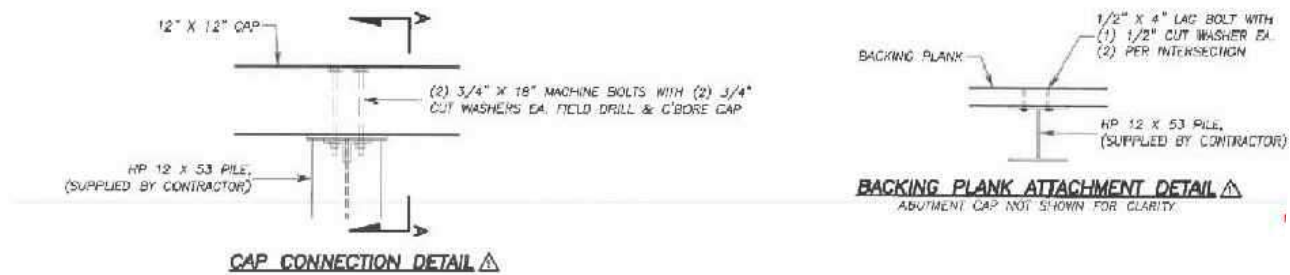 12" X 12" CAP
A
(2) 3/4" X 18" MACHINE BOLTS WITH (2) 3/4"
CUT WASHERS EA. FIELD DRILL & C'BORE CAP
HP 12 X 53 PILE,
(SUPPLIED BY CONTRACTOR)
A
CAP CONNECTION DETAIL 1
1/2" X 4" LAG BOLT WITH
(1) 1/2" CUT WASHER EA.
(2) PER INTERSECTION
BACKING PLANK
HP 12 X 53 PILE,
(SUPPLIED BY CONTRACTOR)
BACKING PLANK ATTACHMENT DETAIL 1
ABUTMENT CAP NOT SHOWN FOR CLARITY.